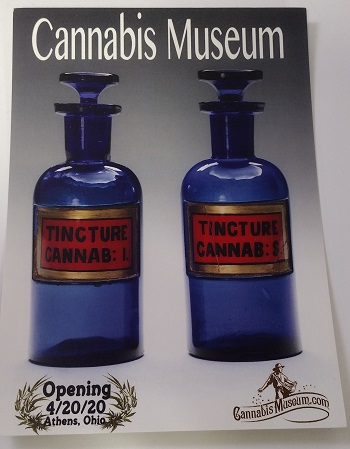 Cannabis Museum
TINCTURE
CANNAB: I.
TINCTURE
CANNAB: S
Opening
4/20/20
Athens, Ohio
CannabisMuseum.com